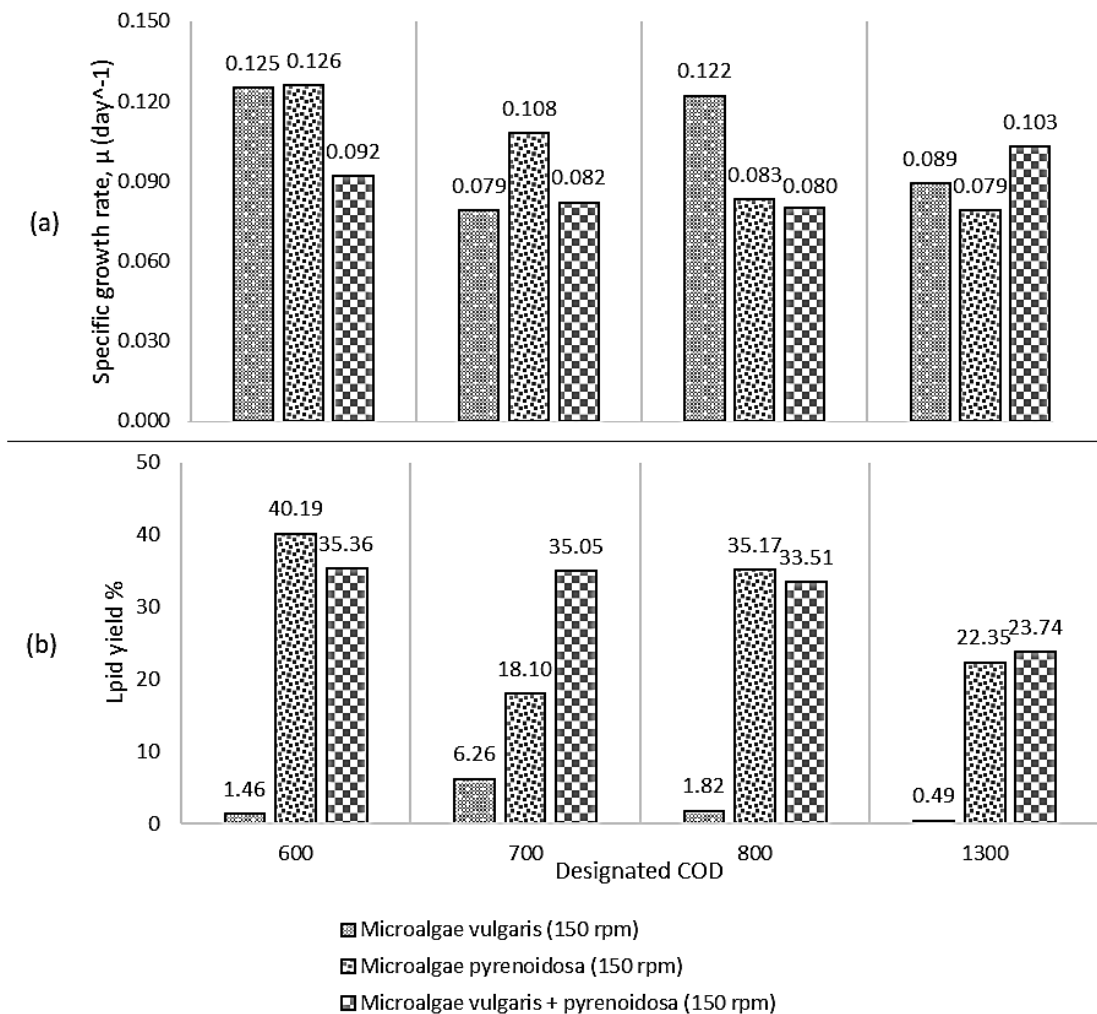 (a)
Specific growth rate, μ (day^-1)
0.150
0.120
0.090
0.060
0.030
0.000
0.125 0.126 0.092
0.079 0.108 0.082
0.122 0.083 0.080
0.089 0.079 0.103
(b)
Lpid yield %
50
40
30
20
10
0
1.46 40.19 35.36
6.26 18.10 35.05
1.82 35.17 33.51
0.49 22.35 23.74
600 700 800 1300
Designated COD
Microalgae vulgaris (150 rpm)
Microalgae pyrenoidosa (150 rpm)
Microalgae vulgaris + pyrenoidosa (150 rpm)